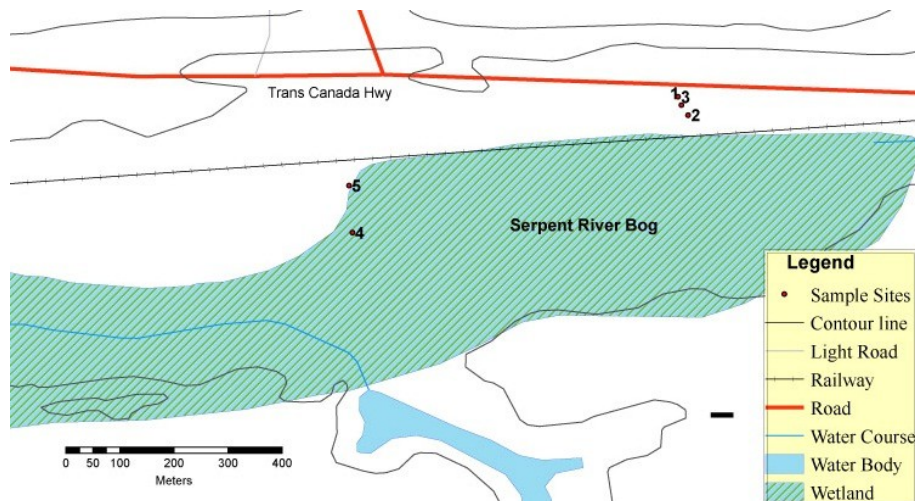 Trans Canada Hwy
1
3
2
5
4
Serpent River Bog
Legend
Sample Sites
Contour line
Light Road
Railway
Road
Water Course
Water Body
Wetland
0 50 100 200 300 400
Meters